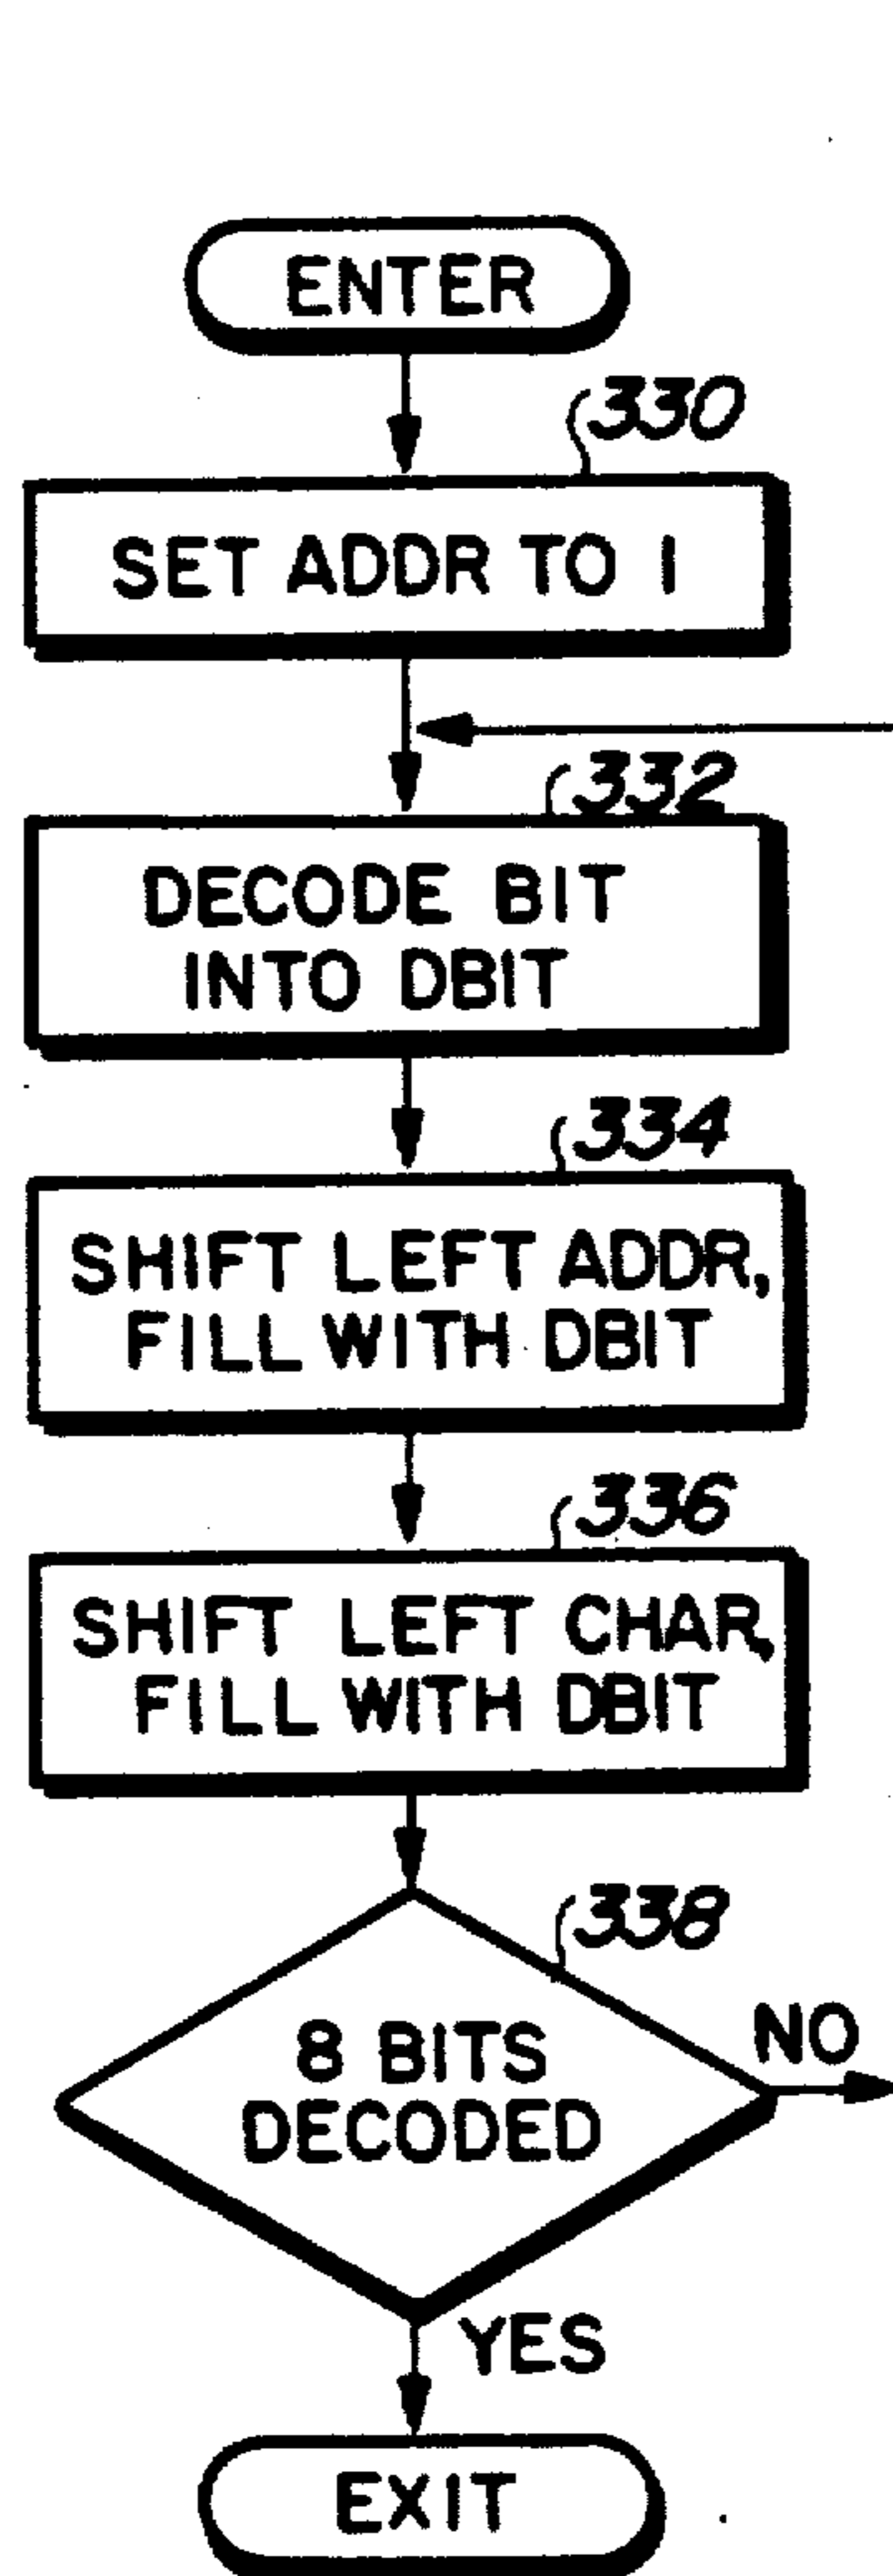 ENTER
330
SET ADDR TO 1
332
DECODE BIT
INTO DBIT
334
SHIFT LEFT ADDR,
FILL WITH DBIT
336
SHIFT LEFT CHAR,
FILL WITH DBIT
338
8 BITS
DECODED
NO
YES
EXIT